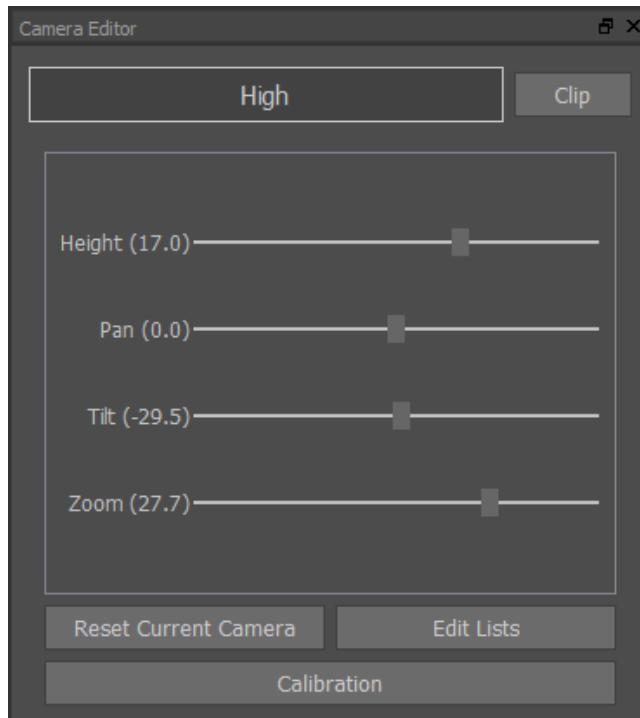 Camera Editor
High
Clip
Height (17.0)
Pan (0.0)
Tilt (-29.5)
Zoom (27.7)
Reset Current Camera
Edit Lists
Calibration